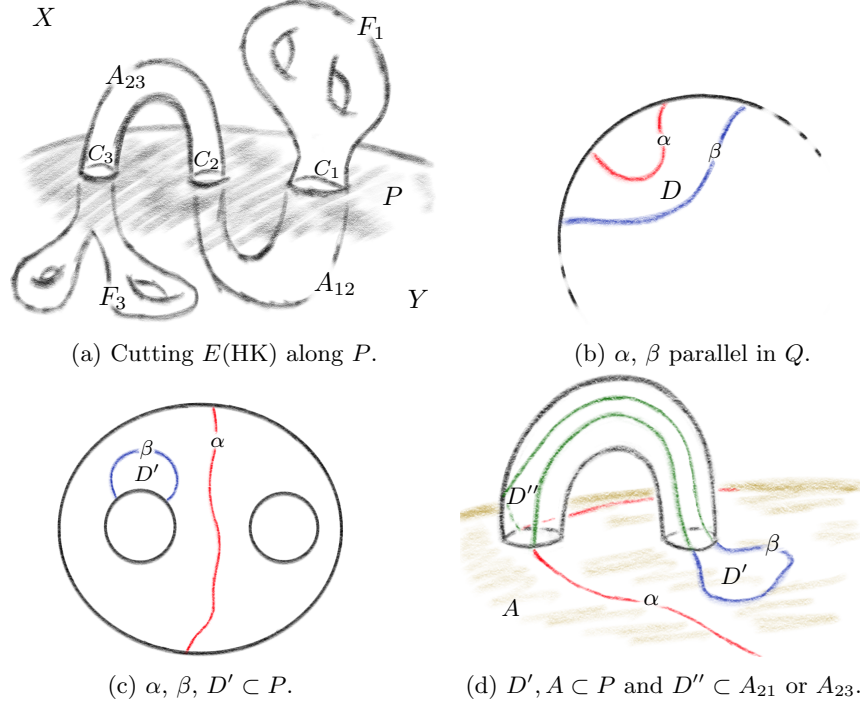 X
F₁
A₂₃
C₃
C₂
C₁
P
F₃
A₁₂
Y
(a) Cutting E(HK) along P.
α
β
D
(b) α, β parallel in Q.
α
β
D′
(c) α, β, D′ ⊂ P.
D″
β
D′
α
A
(d) D′, A ⊂ P and D″ ⊂ A₂₁ or A₂₃.